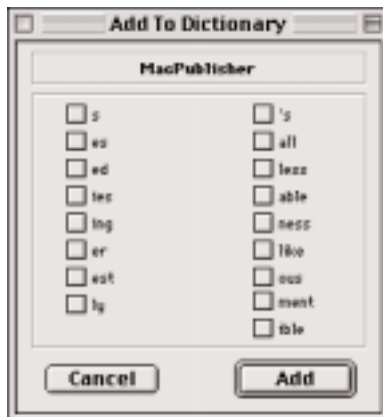 Add To Dictionary
MacPublisher
s
es
ed
ies
ing
er
est
ly
's
all
less
able
ness
like
ous
ment
ible
Cancel
Add